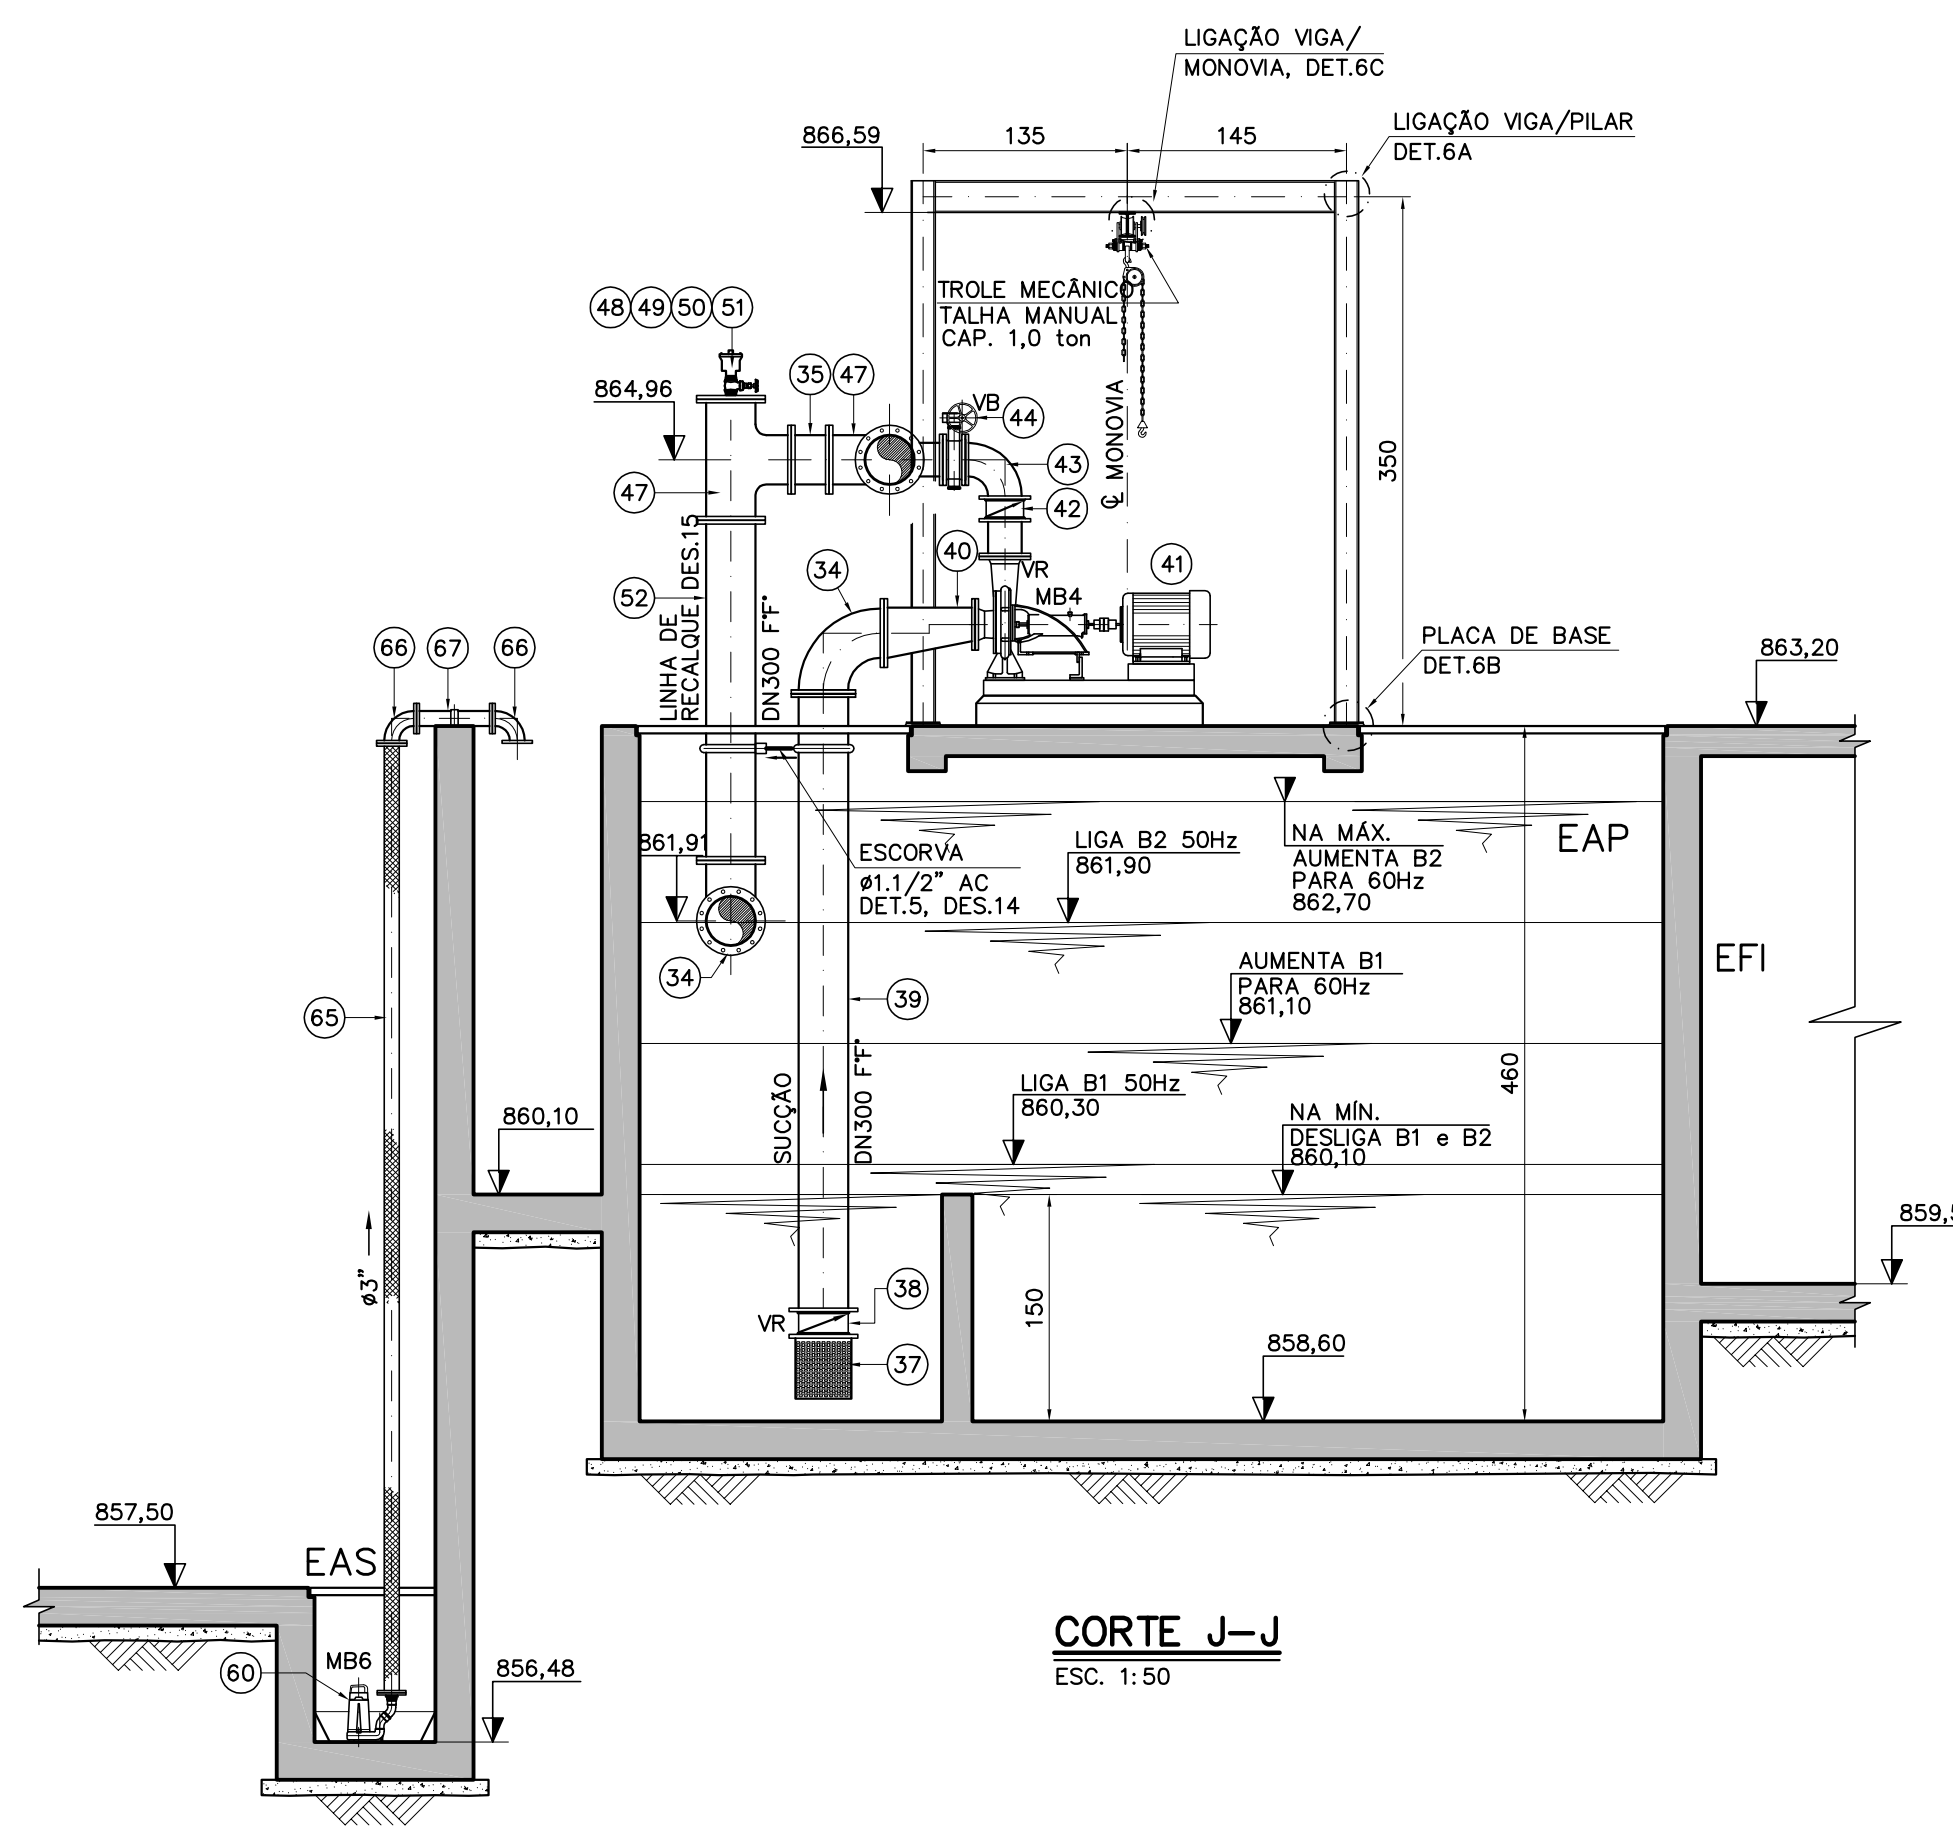 LIGAÇÃO VIGA/
MONOVIA, DET.6C
LIGAÇÃO VIGA/PILAR
DET.6A
866,59
135
145
TROLE MECÂNICO
TALHA MANUAL
CAP. 1,0 ton
48 49 50 51
35 47
864,96
VB
44
43
℄ MONOVIA
350
47
42
LINHA DE
RECALQUE DES.15
40
34
VR
41
MB4
52
DN300 FºFº
PLACA DE BASE
DET.6B
863,20
66 67 66
861,91
ESCORVA
ø1.1/2" AC
DET.5, DES.14
LIGA B2 50Hz
861,90
NA MÁX.
AUMENTA B2
PARA 60Hz
862,70
EAP
EFI
34
39
65
AUMENTA B1
PARA 60Hz
861,10
460
SUCÇÃO
DN300 FºFº
LIGA B1 50Hz
860,30
NA MÍN.
DESLIGA B1 e B2
860,10
860,10
ø3"
38
VR
37
150
858,60
857,50
EAS
MB6
60
856,48
CORTE J-J
ESC. 1:50